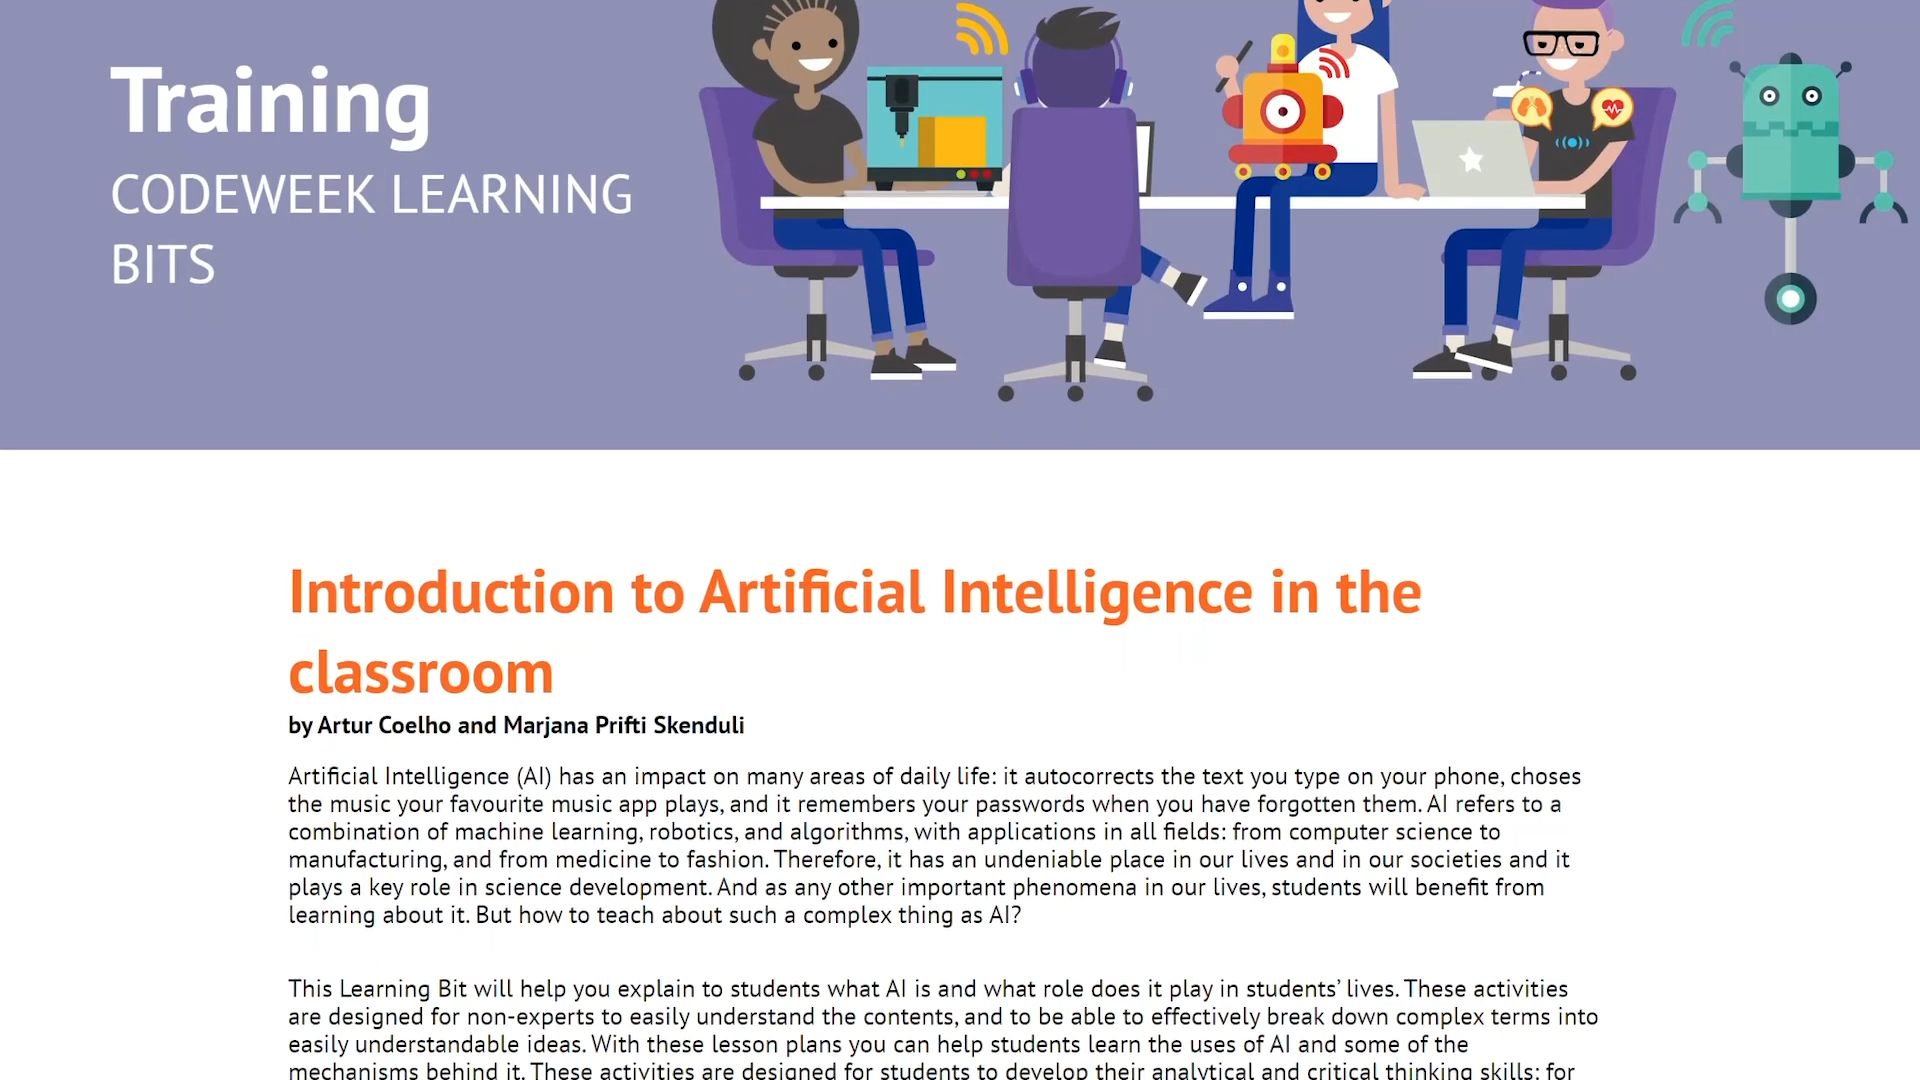 Training
CODEWEEK LEARNING
BITS
Introduction to Artificial Intelligence in the
classroom
by Artur Coelho and Marjana Prifti Skenduli
Artificial Intelligence (AI) has an impact on many areas of daily life: it autocorrects the text you type on your phone, choses
the music your favourite music app plays, and it remembers your passwords when you have forgotten them. AI refers to a
combination of machine learning, robotics, and algorithms, with applications in all fields: from computer science to
manufacturing, and from medicine to fashion. Therefore, it has an undeniable place in our lives and in our societies and it
plays a key role in science development. And as any other important phenomena in our lives, students will benefit from
learning about it. But how to teach about such a complex thing as AI?
This Learning Bit will help you explain to students what AI is and what role does it play in students’ lives. These activities
are designed for non-experts to easily understand the contents, and to be able to effectively break down complex terms into
easily understandable ideas. With these lesson plans you can help students learn the uses of AI and some of the
mechanisms behind it. These activities are designed for students to develop their analytical and critical thinking skills: for